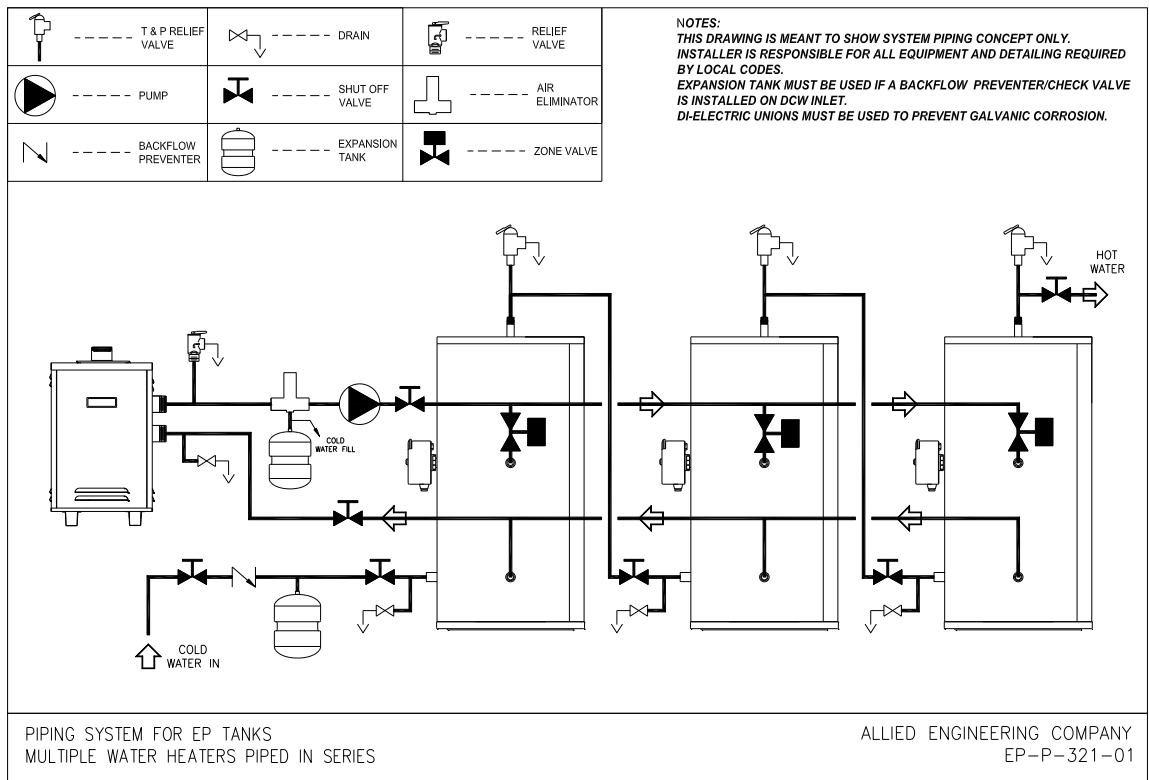 T & P RELIEF
VALVE
DRAIN
RELIEF
VALVE
PUMP
SHUT OFF
VALVE
AIR
ELIMINATOR
BACKFLOW
PREVENTER
EXPANSION
TANK
ZONE VALVE
NOTES:
THIS DRAWING IS MEANT TO SHOW SYSTEM PIPING CONCEPT ONLY.
INSTALLER IS RESPONSIBLE FOR ALL EQUIPMENT AND DETAILING REQUIRED
BY LOCAL CODES.
EXPANSION TANK MUST BE USED IF A BACKFLOW PREVENTER/CHECK VALVE
IS INSTALLED ON DCW INLET.
DI-ELECTRIC UNIONS MUST BE USED TO PREVENT GALVANIC CORROSION.
HOT
WATER
COLD
WATER FILL
COLD
WATER IN
PIPING SYSTEM FOR EP TANKS
MULTIPLE WATER HEATERS PIPED IN SERIES
ALLIED ENGINEERING COMPANY
EP-P-321-01